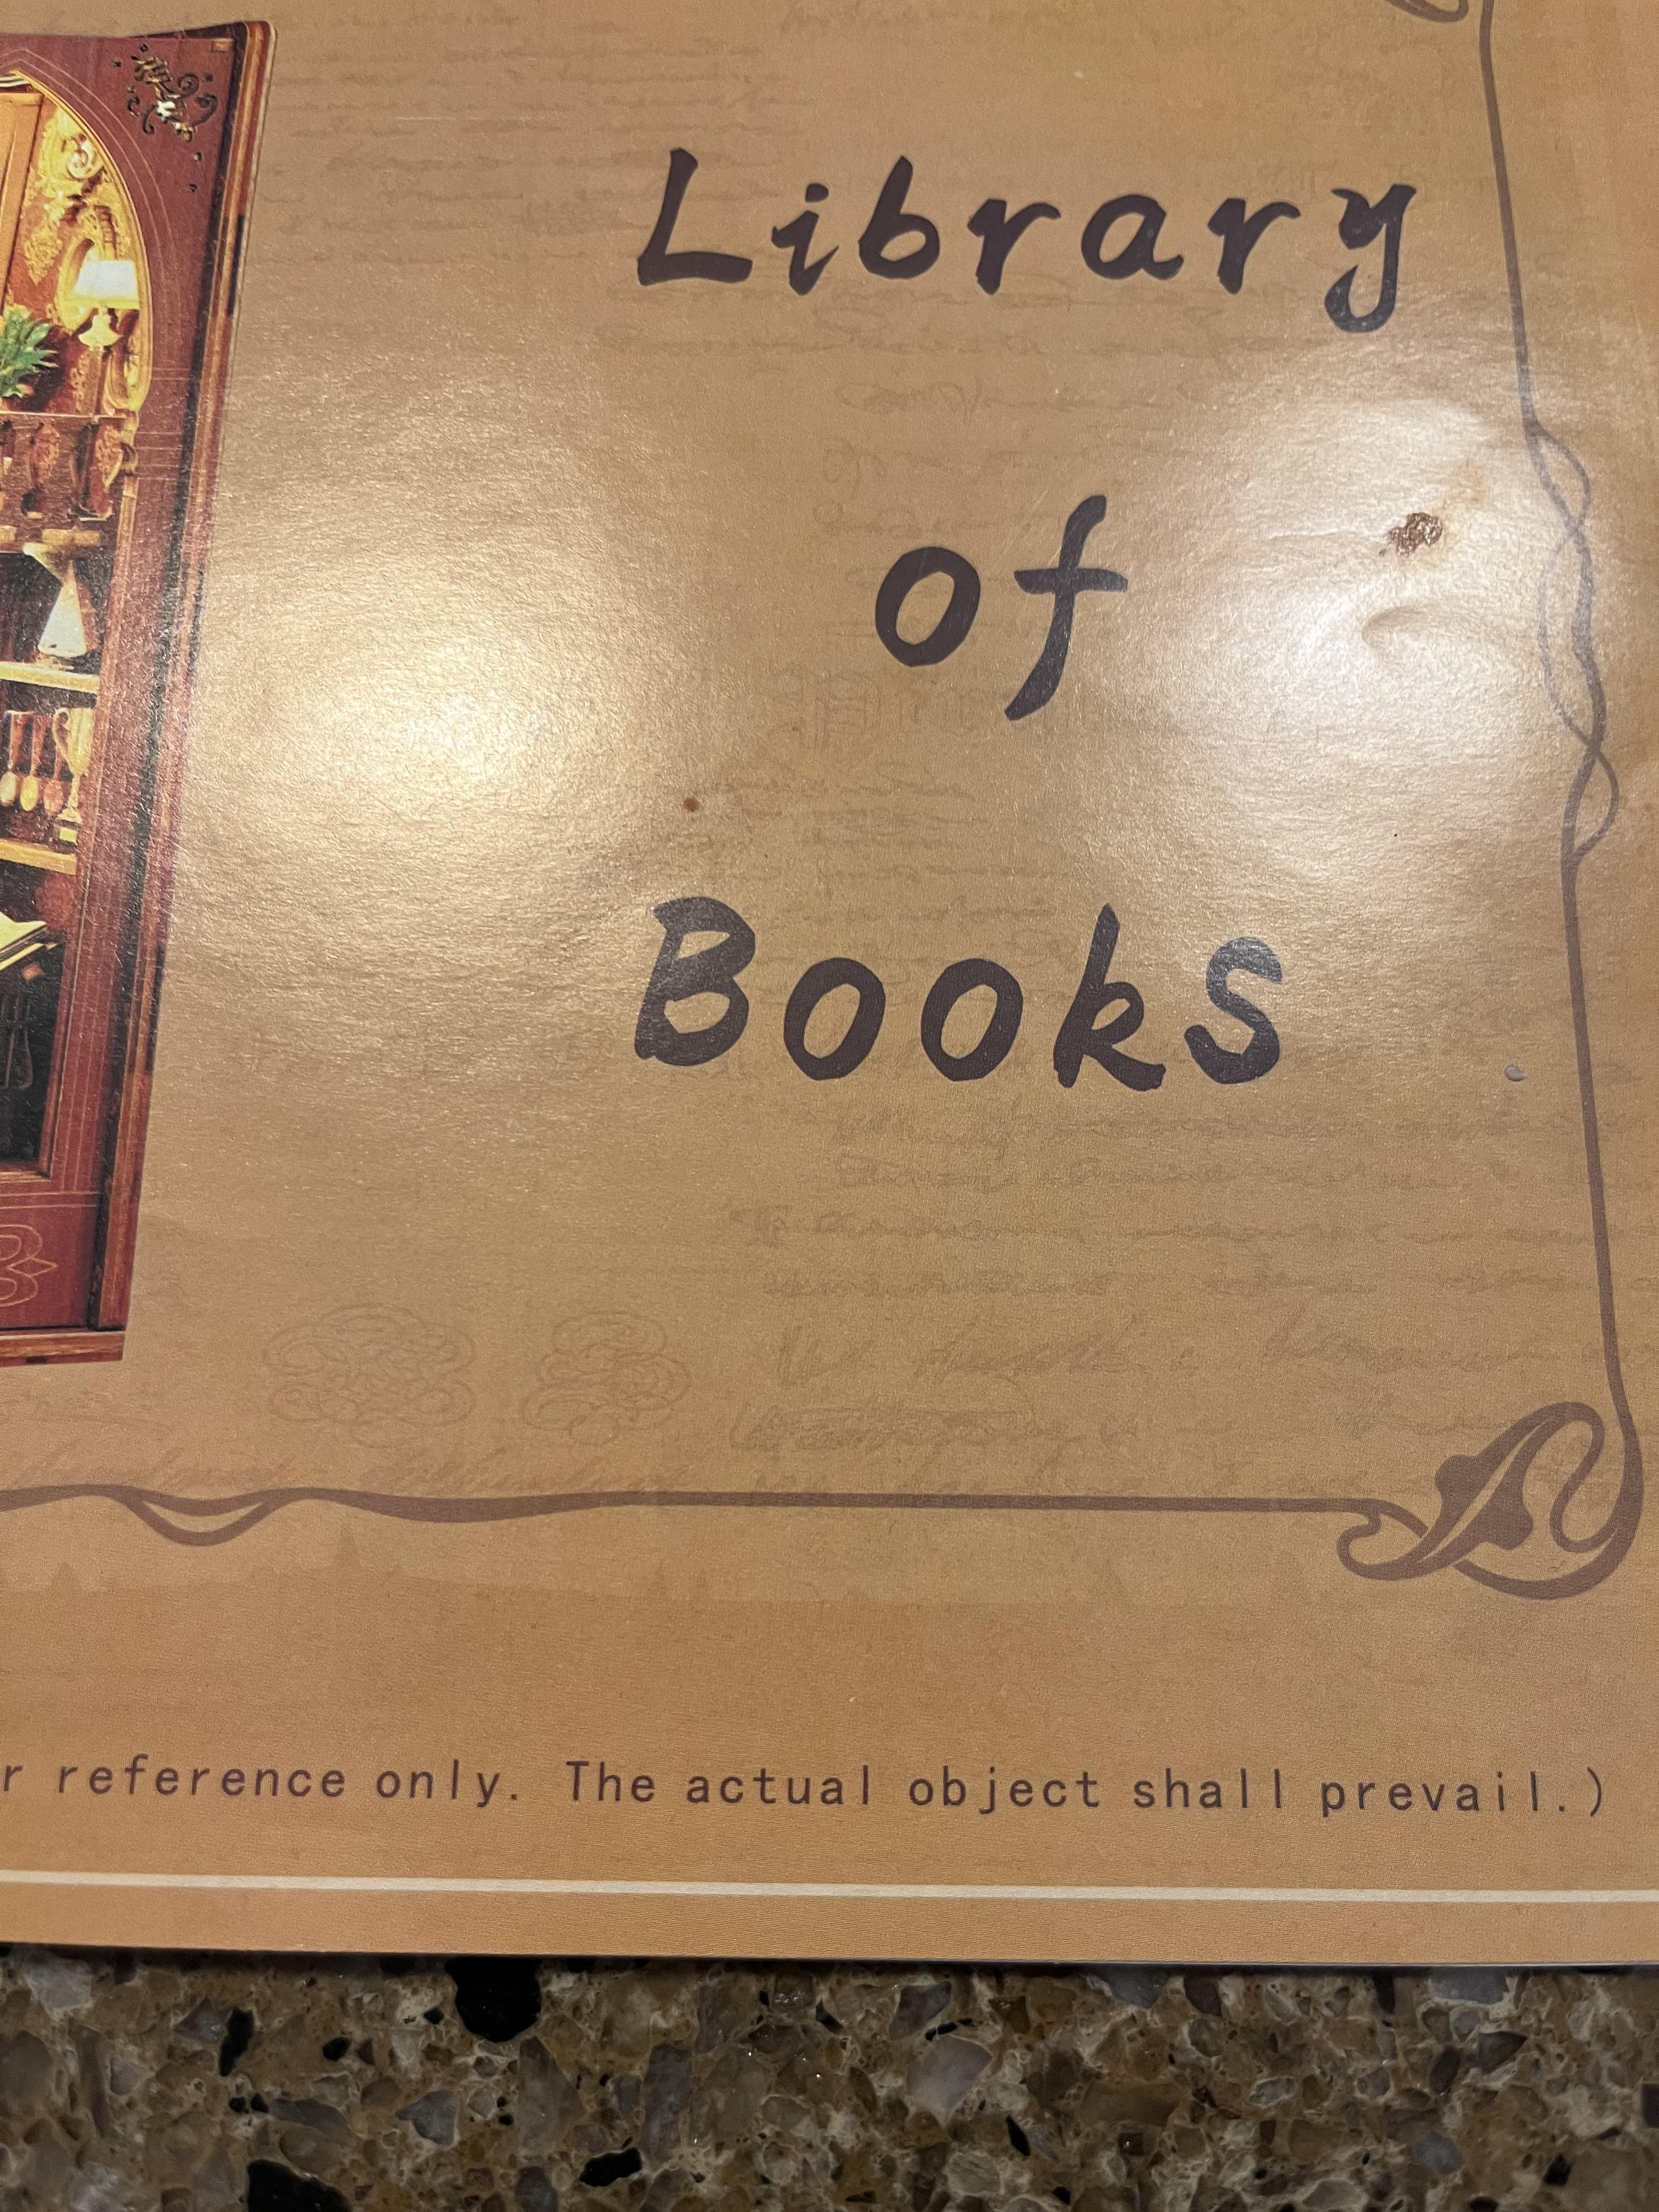 Library
of
Books
r reference only. The actual object shall prevail.)